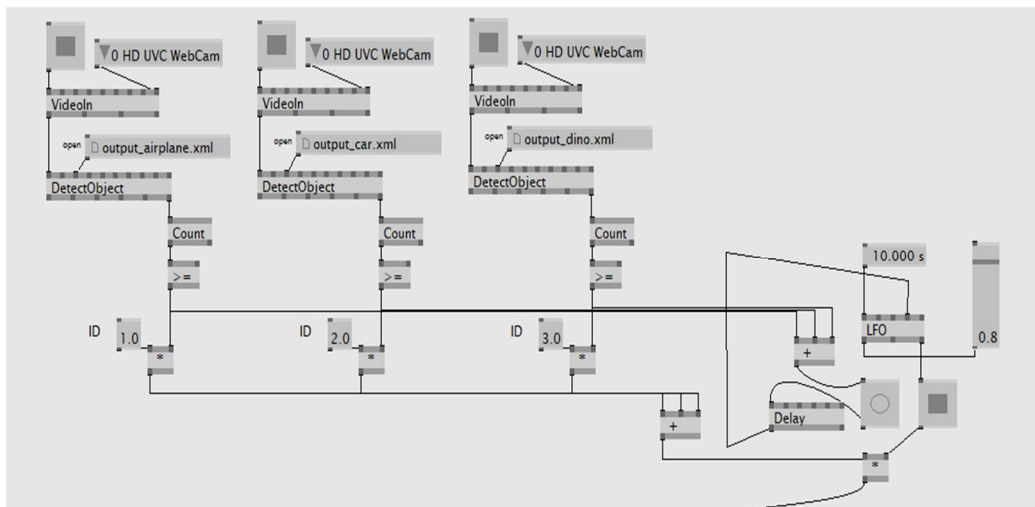 0 HD UVC WebCam
0 HD UVC WebCam
0 HD UVC WebCam
VideoIn
VideoIn
VideoIn
open
output_airplane.xml
open
output_car.xml
open
output_dino.xml
DetectObject
DetectObject
DetectObject
Count
Count
Count
10.000 s
>=
>=
>=
ID
1.0
ID
2.0
ID
3.0
LFO
0.8
*
*
*
+
Delay
+
*